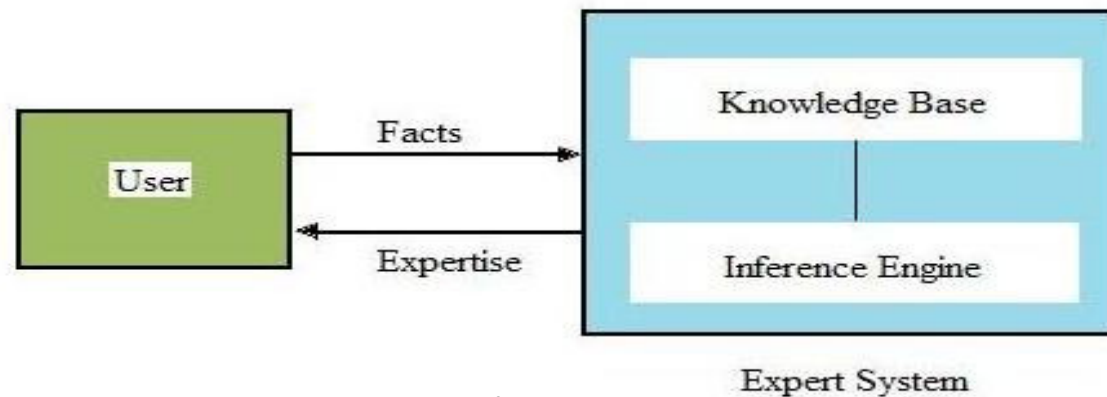 Knowledge Base
Facts
User
Expertise
Inference Engine
Expert System